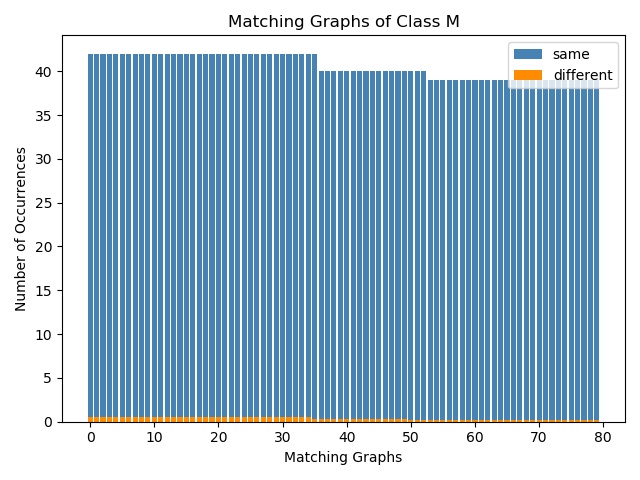 Matching Graphs of Class M
same
different
Number of Occurrences
40
35
30
25
20
15
10
5
0
0 10 20 30 40 50 60 70 80
Matching Graphs